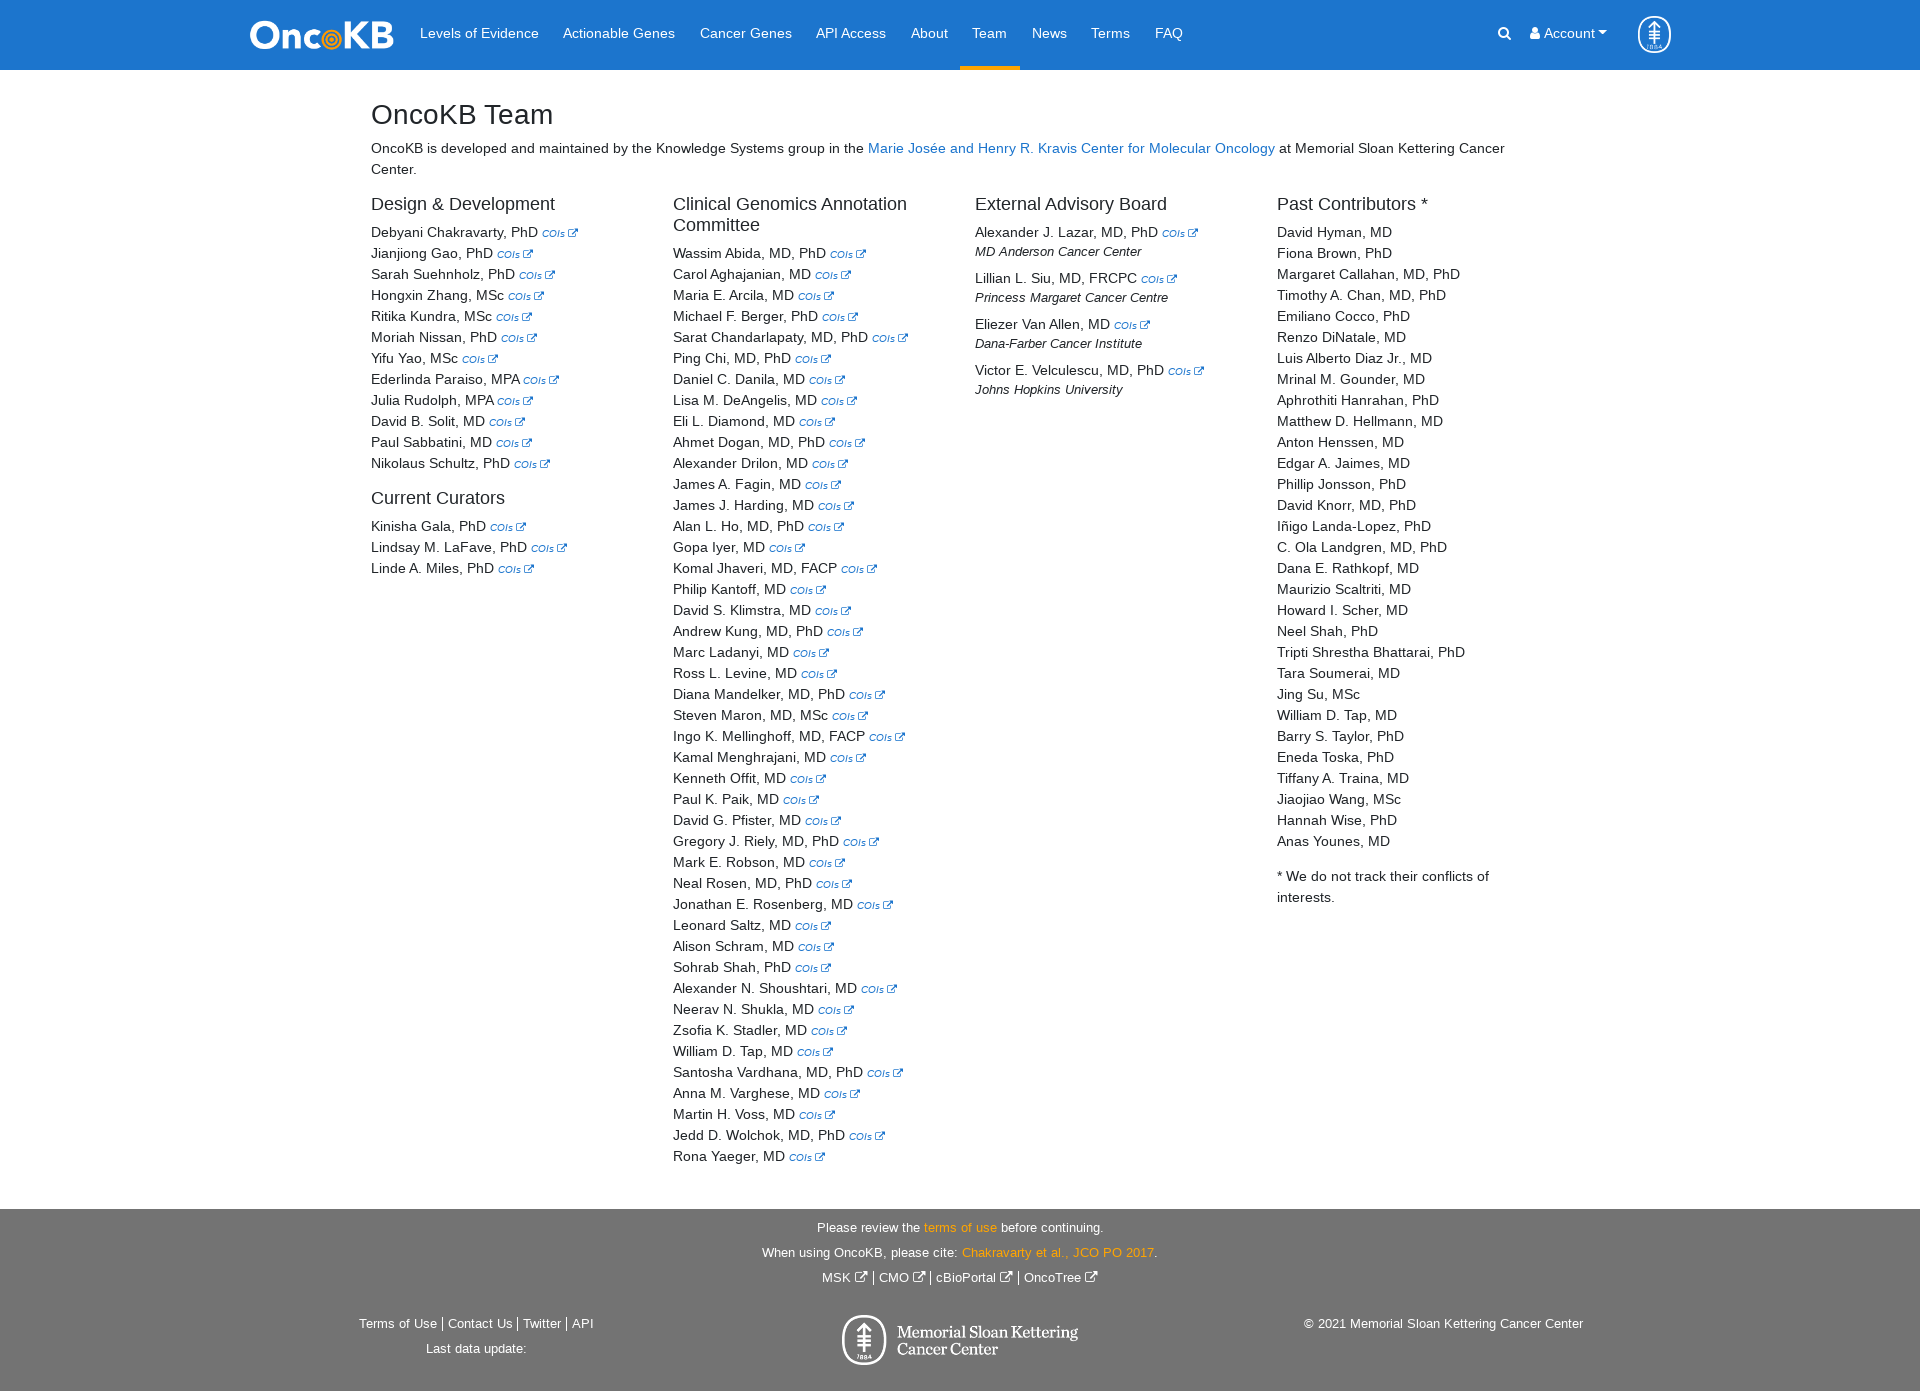 OncoKB Levels of Evidence Actionable Genes Cancer Genes API Access About Team News Terms FAQ Account
OncoKB Team
OncoKB is developed and maintained by the Knowledge Systems group in the Marie Josée and Henry R. Kravis Center for Molecular Oncology at Memorial Sloan Kettering Cancer
Center.
Design & Development
Debyani Chakravarty, PhD COIs
Jianjiong Gao, PhD COIs
Sarah Suehnholz, PhD COIs
Hongxin Zhang, MSc COIs
Ritika Kundra, MSc COIs
Moriah Nissan, PhD COIs
Yifu Yao, MSc COIs
Ederlinda Paraiso, MPA COIs
Julia Rudolph, MPA COIs
David B. Solit, MD COIs
Paul Sabbatini, MD COIs
Nikolaus Schultz, PhD COIs
Current Curators
Kinisha Gala, PhD COIs
Lindsay M. LaFave, PhD COIs
Linde A. Miles, PhD COIs
Clinical Genomics Annotation
Committee
Wassim Abida, MD, PhD COIs
Carol Aghajanian, MD COIs
Maria E. Arcila, MD COIs
Michael F. Berger, PhD COIs
Sarat Chandarlapaty, MD, PhD COIs
Ping Chi, MD, PhD COIs
Daniel C. Danila, MD COIs
Lisa M. DeAngelis, MD COIs
Eli L. Diamond, MD COIs
Ahmet Dogan, MD, PhD COIs
Alexander Drilon, MD COIs
James A. Fagin, MD COIs
James J. Harding, MD COIs
Alan L. Ho, MD, PhD COIs
Gopa Iyer, MD COIs
Komal Jhaveri, MD, FACP COIs
Philip Kantoff, MD COIs
David S. Klimstra, MD COIs
Andrew Kung, MD, PhD COIs
Marc Ladanyi, MD COIs
Ross L. Levine, MD COIs
Diana Mandelker, MD, PhD COIs
Steven Maron, MD, MSc COIs
Ingo K. Mellinghoff, MD, FACP COIs
Kamal Menghrajani, MD COIs
Kenneth Offit, MD COIs
Paul K. Paik, MD COIs
David G. Pfister, MD COIs
Gregory J. Riely, MD, PhD COIs
Mark E. Robson, MD COIs
Neal Rosen, MD, PhD COIs
Jonathan E. Rosenberg, MD COIs
Leonard Saltz, MD COIs
Alison Schram, MD COIs
Sohrab Shah, PhD COIs
Alexander N. Shoushtari, MD COIs
Neerav N. Shukla, MD COIs
Zsofia K. Stadler, MD COIs
William D. Tap, MD COIs
Santosha Vardhana, MD, PhD COIs
Anna M. Varghese, MD COIs
Martin H. Voss, MD COIs
Jedd D. Wolchok, MD, PhD COIs
Rona Yaeger, MD COIs
External Advisory Board
Alexander J. Lazar, MD, PhD COIs
MD Anderson Cancer Center
Lillian L. Siu, MD, FRCPC COIs
Princess Margaret Cancer Centre
Eliezer Van Allen, MD COIs
Dana-Farber Cancer Institute
Victor E. Velculescu, MD, PhD COIs
Johns Hopkins University
Past Contributors *
David Hyman, MD
Fiona Brown, PhD
Margaret Callahan, MD, PhD
Timothy A. Chan, MD, PhD
Emiliano Cocco, PhD
Renzo DiNatale, MD
Luis Alberto Diaz Jr., MD
Mrinal M. Gounder, MD
Aphrothiti Hanrahan, PhD
Matthew D. Hellmann, MD
Anton Henssen, MD
Edgar A. Jaimes, MD
Phillip Jonsson, PhD
David Knorr, MD, PhD
Iñigo Landa-Lopez, PhD
C. Ola Landgren, MD, PhD
Dana E. Rathkopf, MD
Maurizio Scaltriti, MD
Howard I. Scher, MD
Neel Shah, PhD
Tripti Shrestha Bhattarai, PhD
Tara Soumerai, MD
Jing Su, MSc
William D. Tap, MD
Barry S. Taylor, PhD
Eneda Toska, PhD
Tiffany A. Traina, MD
Jiaojiao Wang, MSc
Hannah Wise, PhD
Anas Younes, MD
* We do not track their conflicts of
interests.
Please review the terms of use before continuing.
When using OncoKB, please cite: Chakravarty et al., JCO PO 2017.
MSK | CMO | cBioPortal | OncoTree
Terms of Use | Contact Us | Twitter | API
Last data update:
1884
Memorial Sloan Kettering
Cancer Center
© 2021 Memorial Sloan Kettering Cancer Center